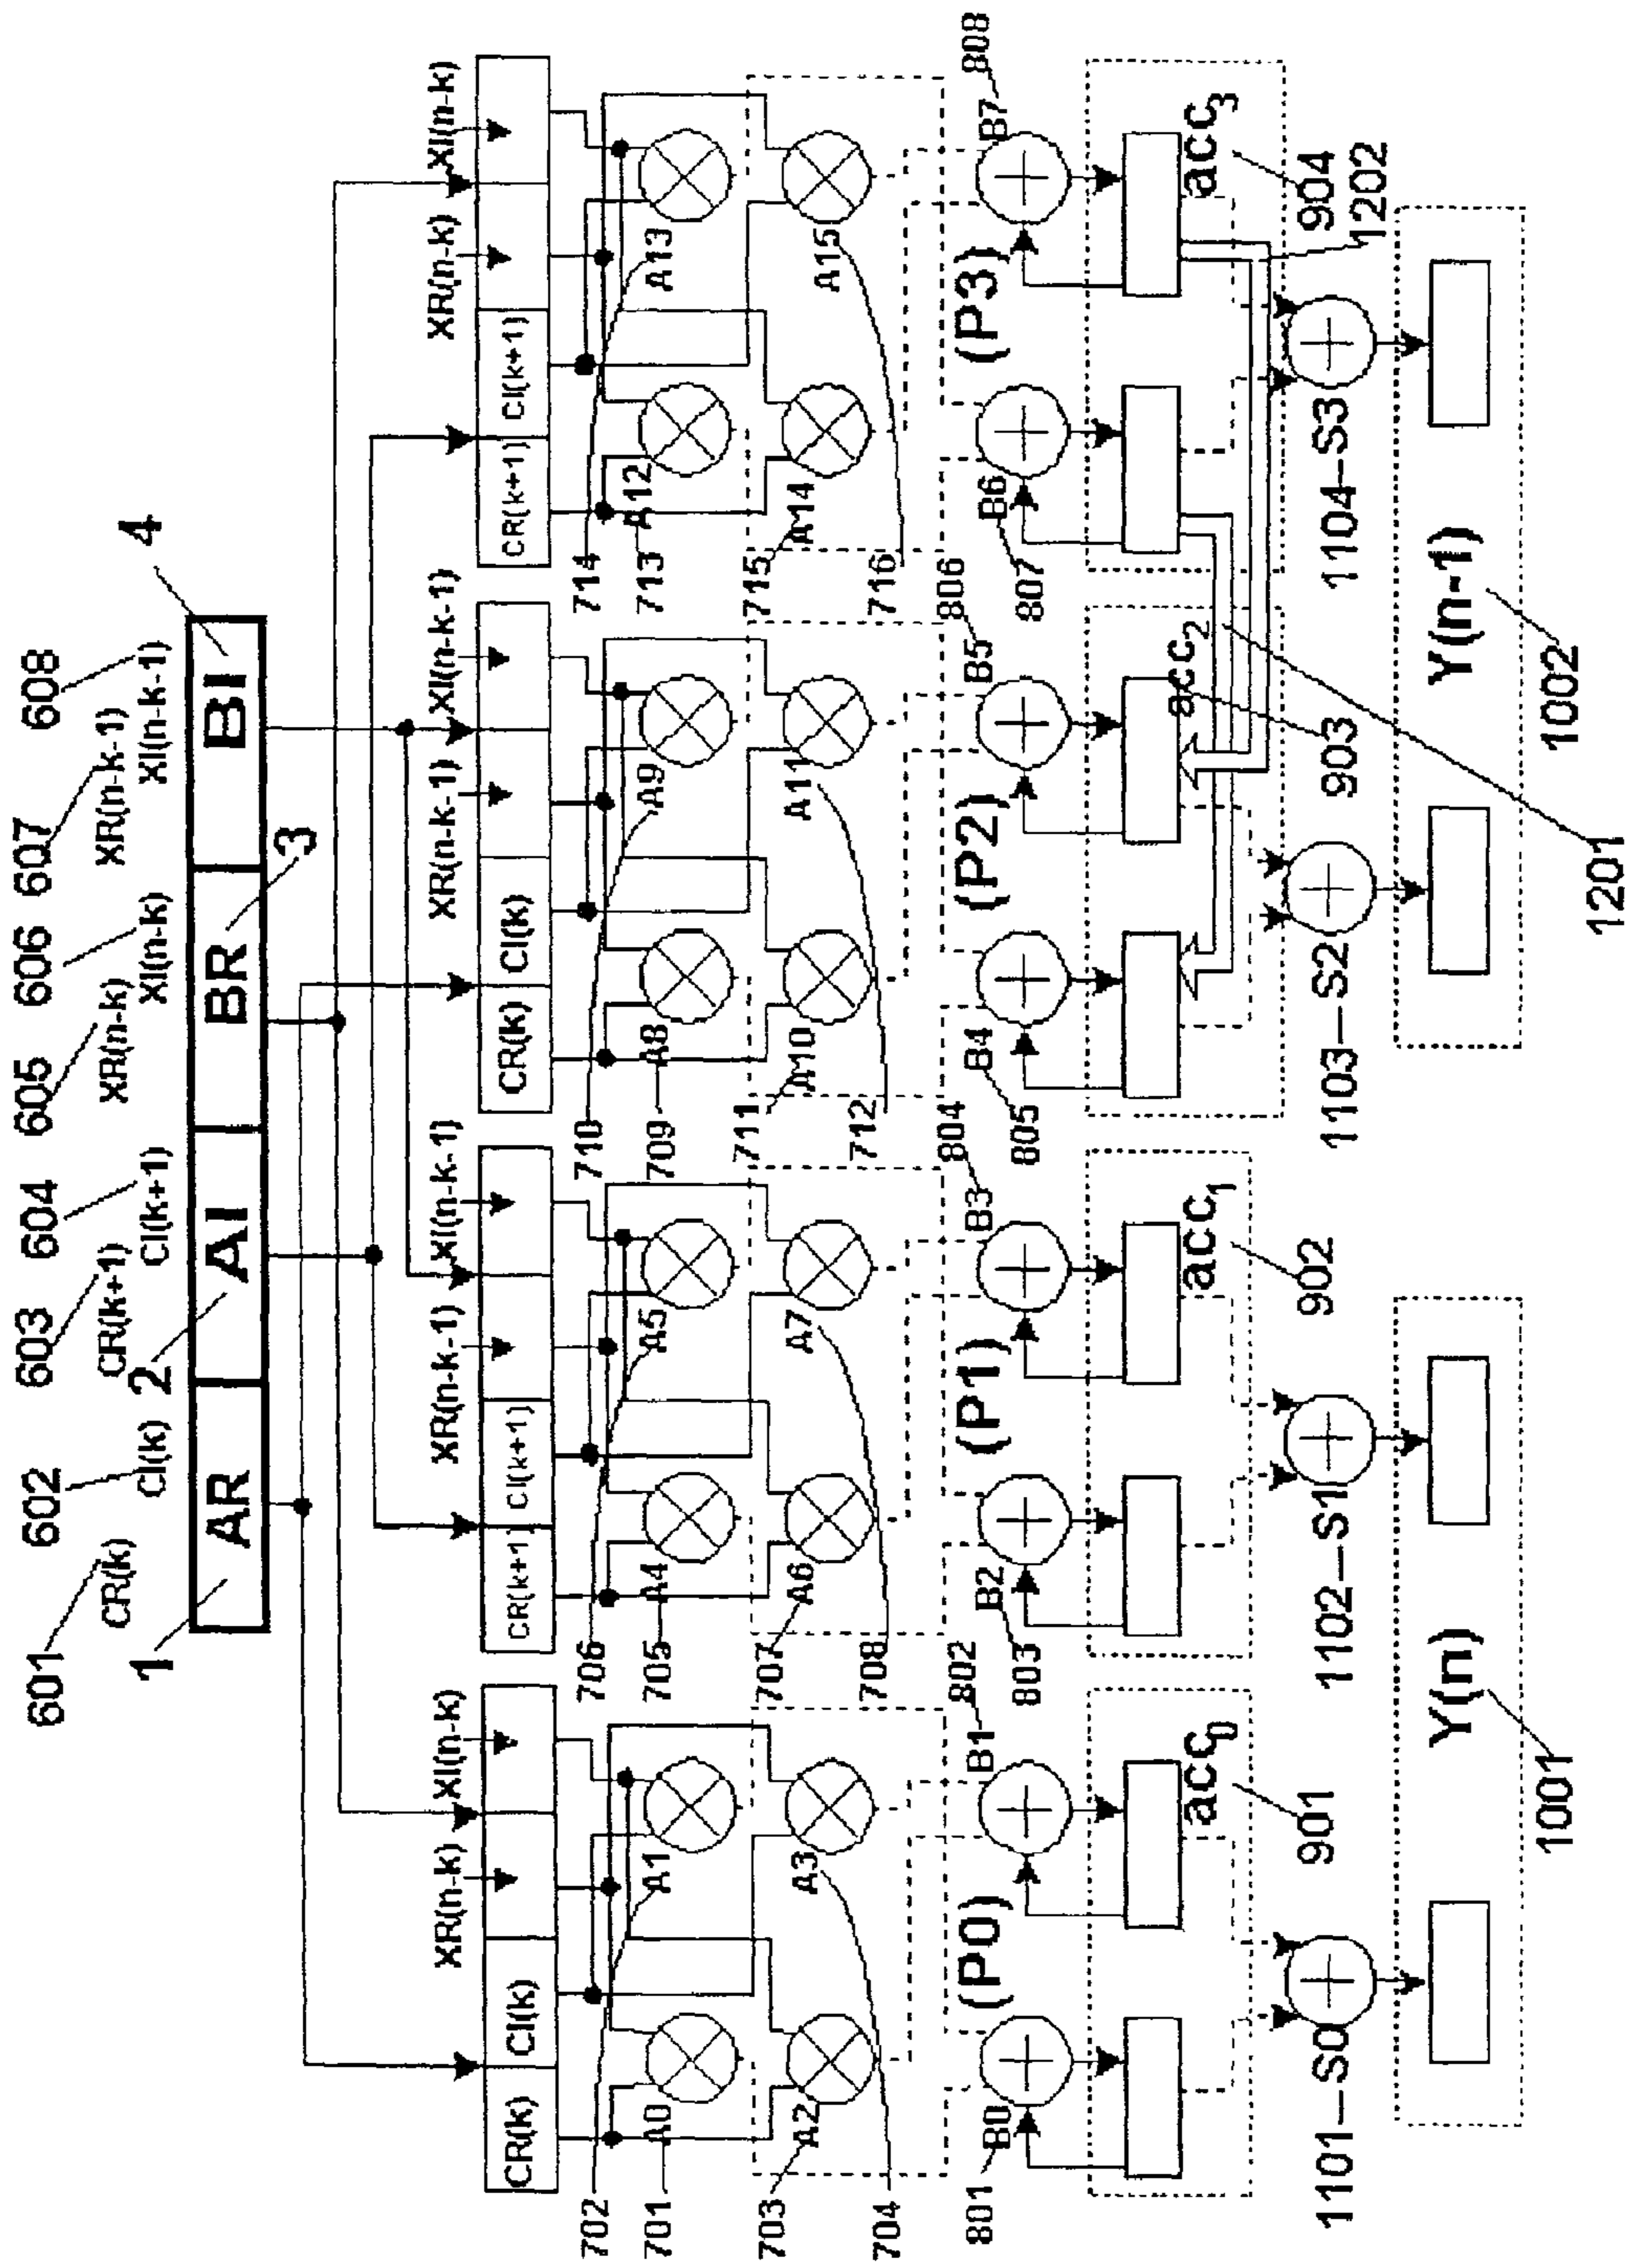 601 602 603 604 605 606 607 608
CR(k) CI(k) CR(k+1) CI(k+1) XR(n-k) XI(n-k) XR(n-k-1) XI(n-k-1)
1 2 3 4
AR AI BR BI
XR(n-k) XI(n-k) XR(n-k-1) XI(n-k-1) XR(n-k-1) XI(n-k-1) XR(n-k) XI(n-k)
CR(k) CI(k) CR(k+1) CI(k+1) CR(k) CI(k) CR(k+1) CI(k+1)
702 706 710 714
701 A0 A1 705 A4 A5 709 A8 A9 713 A12 A13
703 A2 A3 707 A6 A7 711 A10 A11 715 A14 A15
704 708 712 716
802 804 806 808
801 B0 (P0) B1 803 B2 (P1) B3 805 B4 (P2) B5 807 B6 (P3) B7
acc0 acc1 acc2 acc3
901 902 903 904
1202
1101-S0 1102-S1 1103-S2 1104-S3
Y(n) Y(n-1)
1001 1002
1201